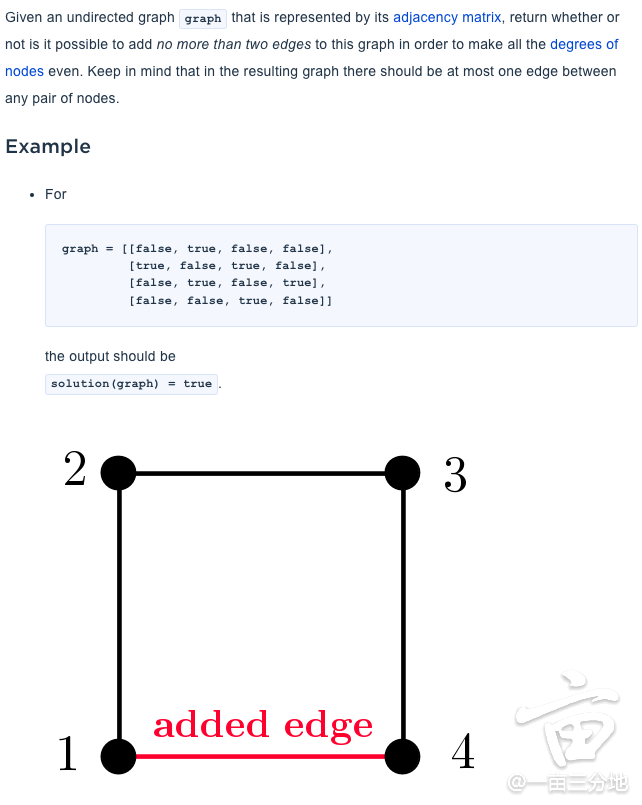 Given an undirected graph graph that is represented by its adjacency matrix, return whether or
not is it possible to add no more than two edges to this graph in order to make all the degrees of
nodes even. Keep in mind that in the resulting graph there should be at most one edge between
any pair of nodes.
Example
• For
graph = [[false, true, false, false],
[true, false, true, false],
[false, true, false, true],
[false, false, true, false]]
the output should be
solution(graph) = true.
2
3
added edge
1
4
亩
@一亩三分地